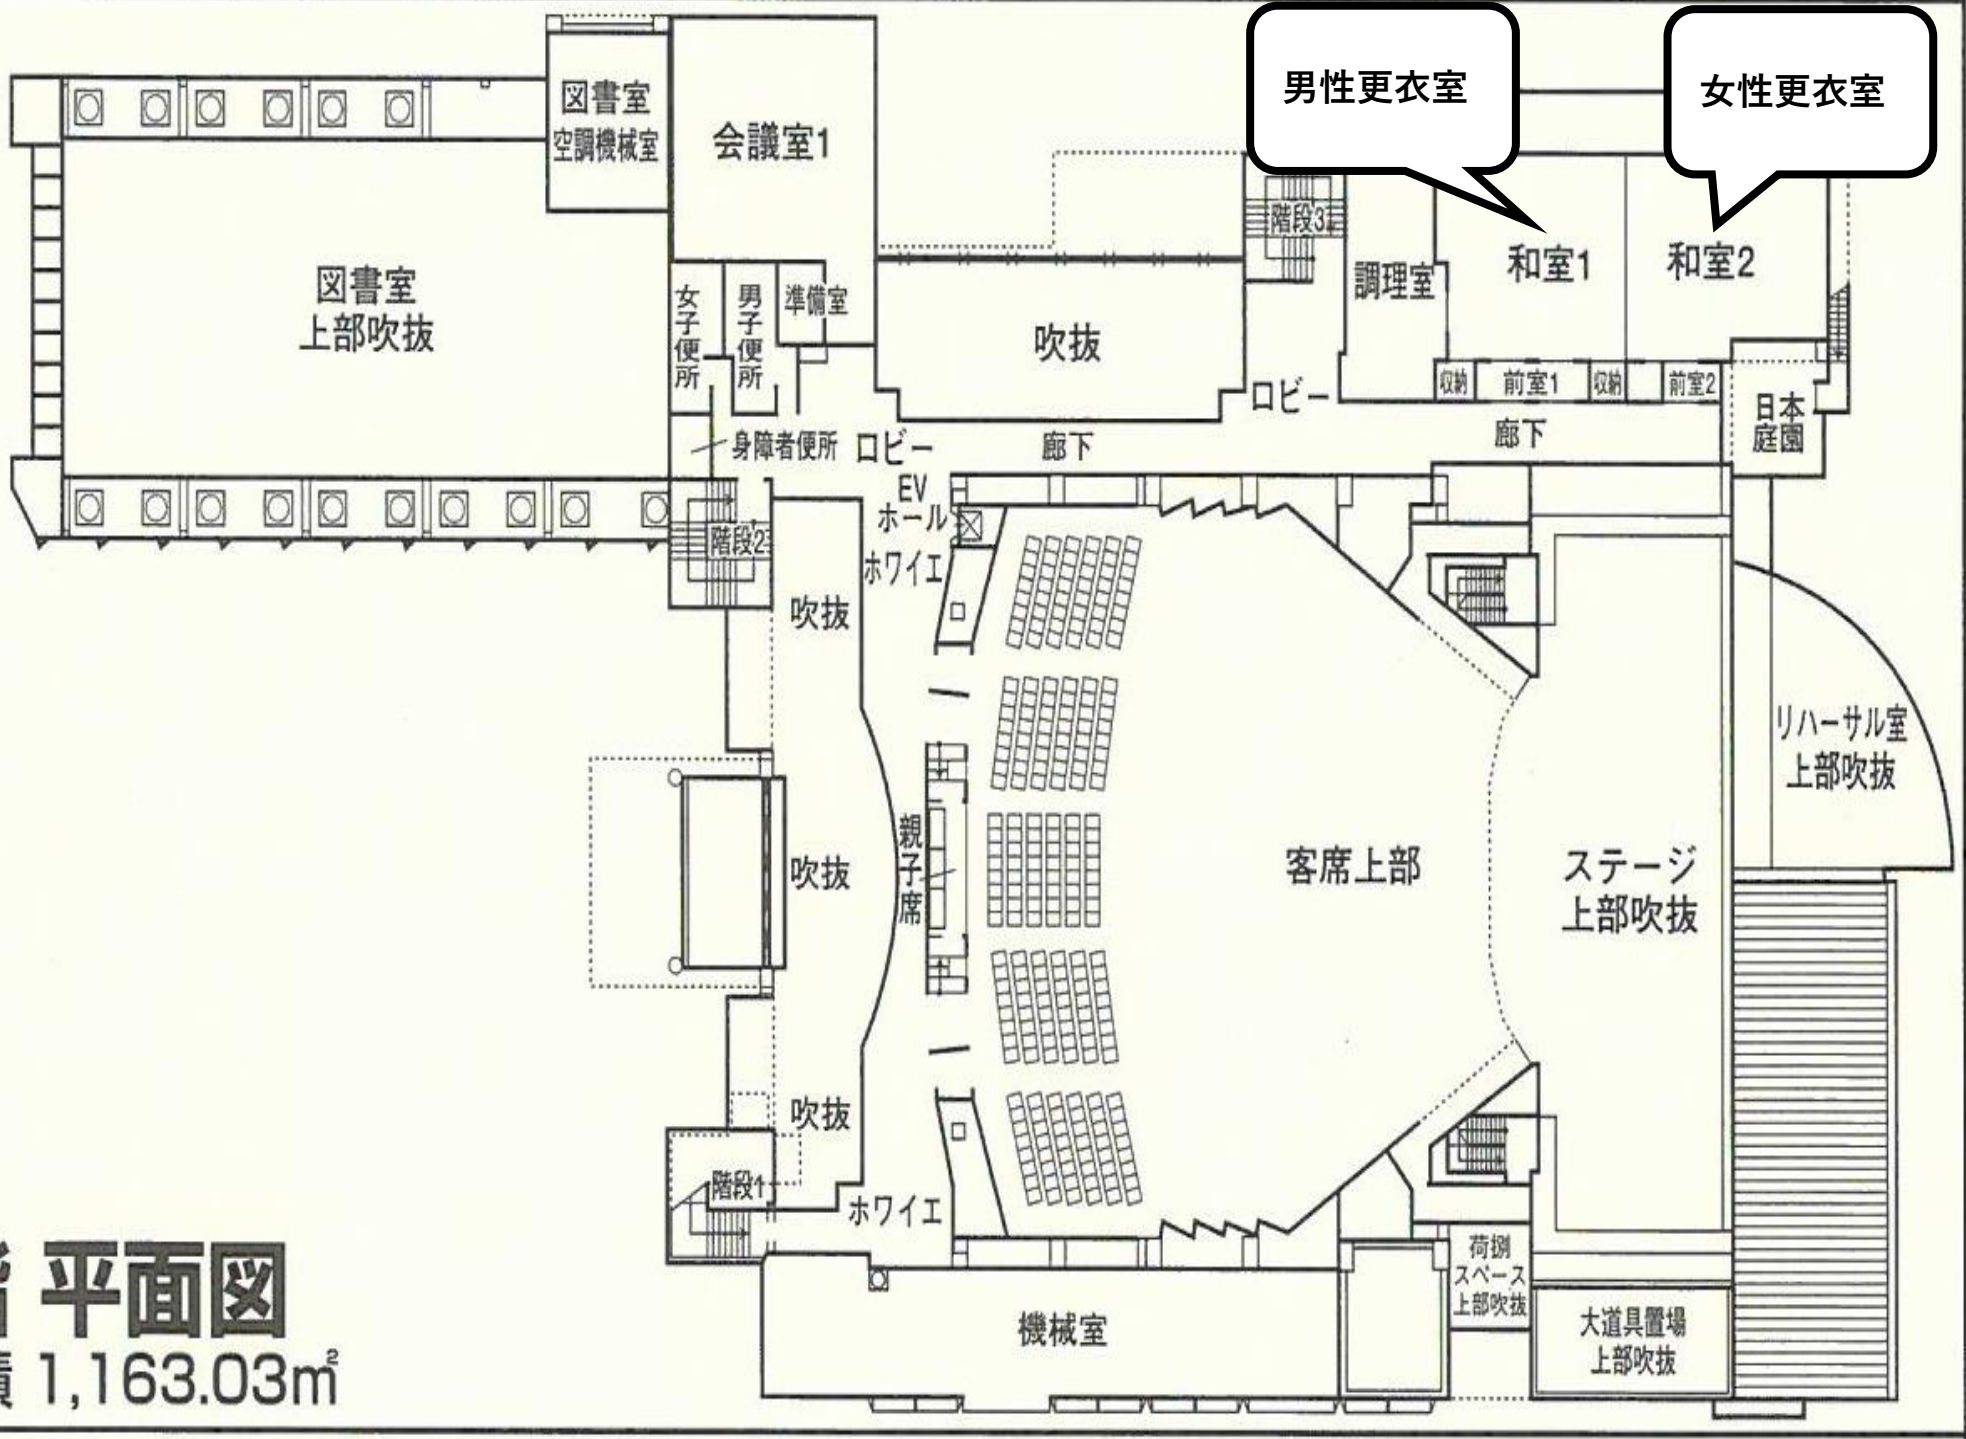 男性更衣室
女性更衣室
図書室
空調機械室
会議室1
階段3
調理室
和室1
和室2
図書室
上部吹抜
女子便所
男子便所
準備室
吹抜
ロビー
収納
前室1
収納
前室2
日本
庭園
身障者便所
ロビー
廊下
廊下
EV
ホール
階段2
ホワイエ
吹抜
リハーサル室
上部吹抜
吹抜
親子席
客席上部
ステージ
上部吹抜
吹抜
階段1
ホワイエ
荷捌
スペース
上部吹抜
機械室
大道具置場
上部吹抜
平面図
1,163.03㎡